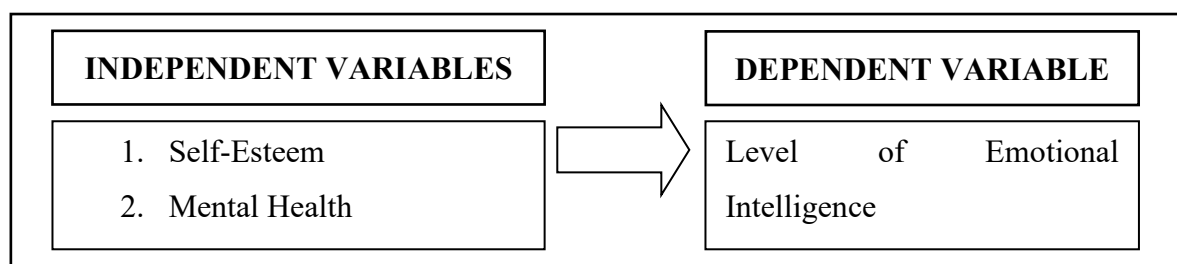 INDEPENDENT VARIABLES
1. Self-Esteem
2. Mental Health
DEPENDENT VARIABLE
Level of Emotional
Intelligence